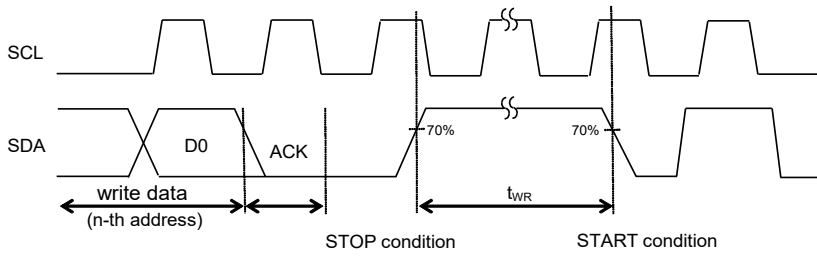 SCL
SDA
D0
ACK
70%
70%
write data
(n-th address)
tWR
STOP condition
START condition